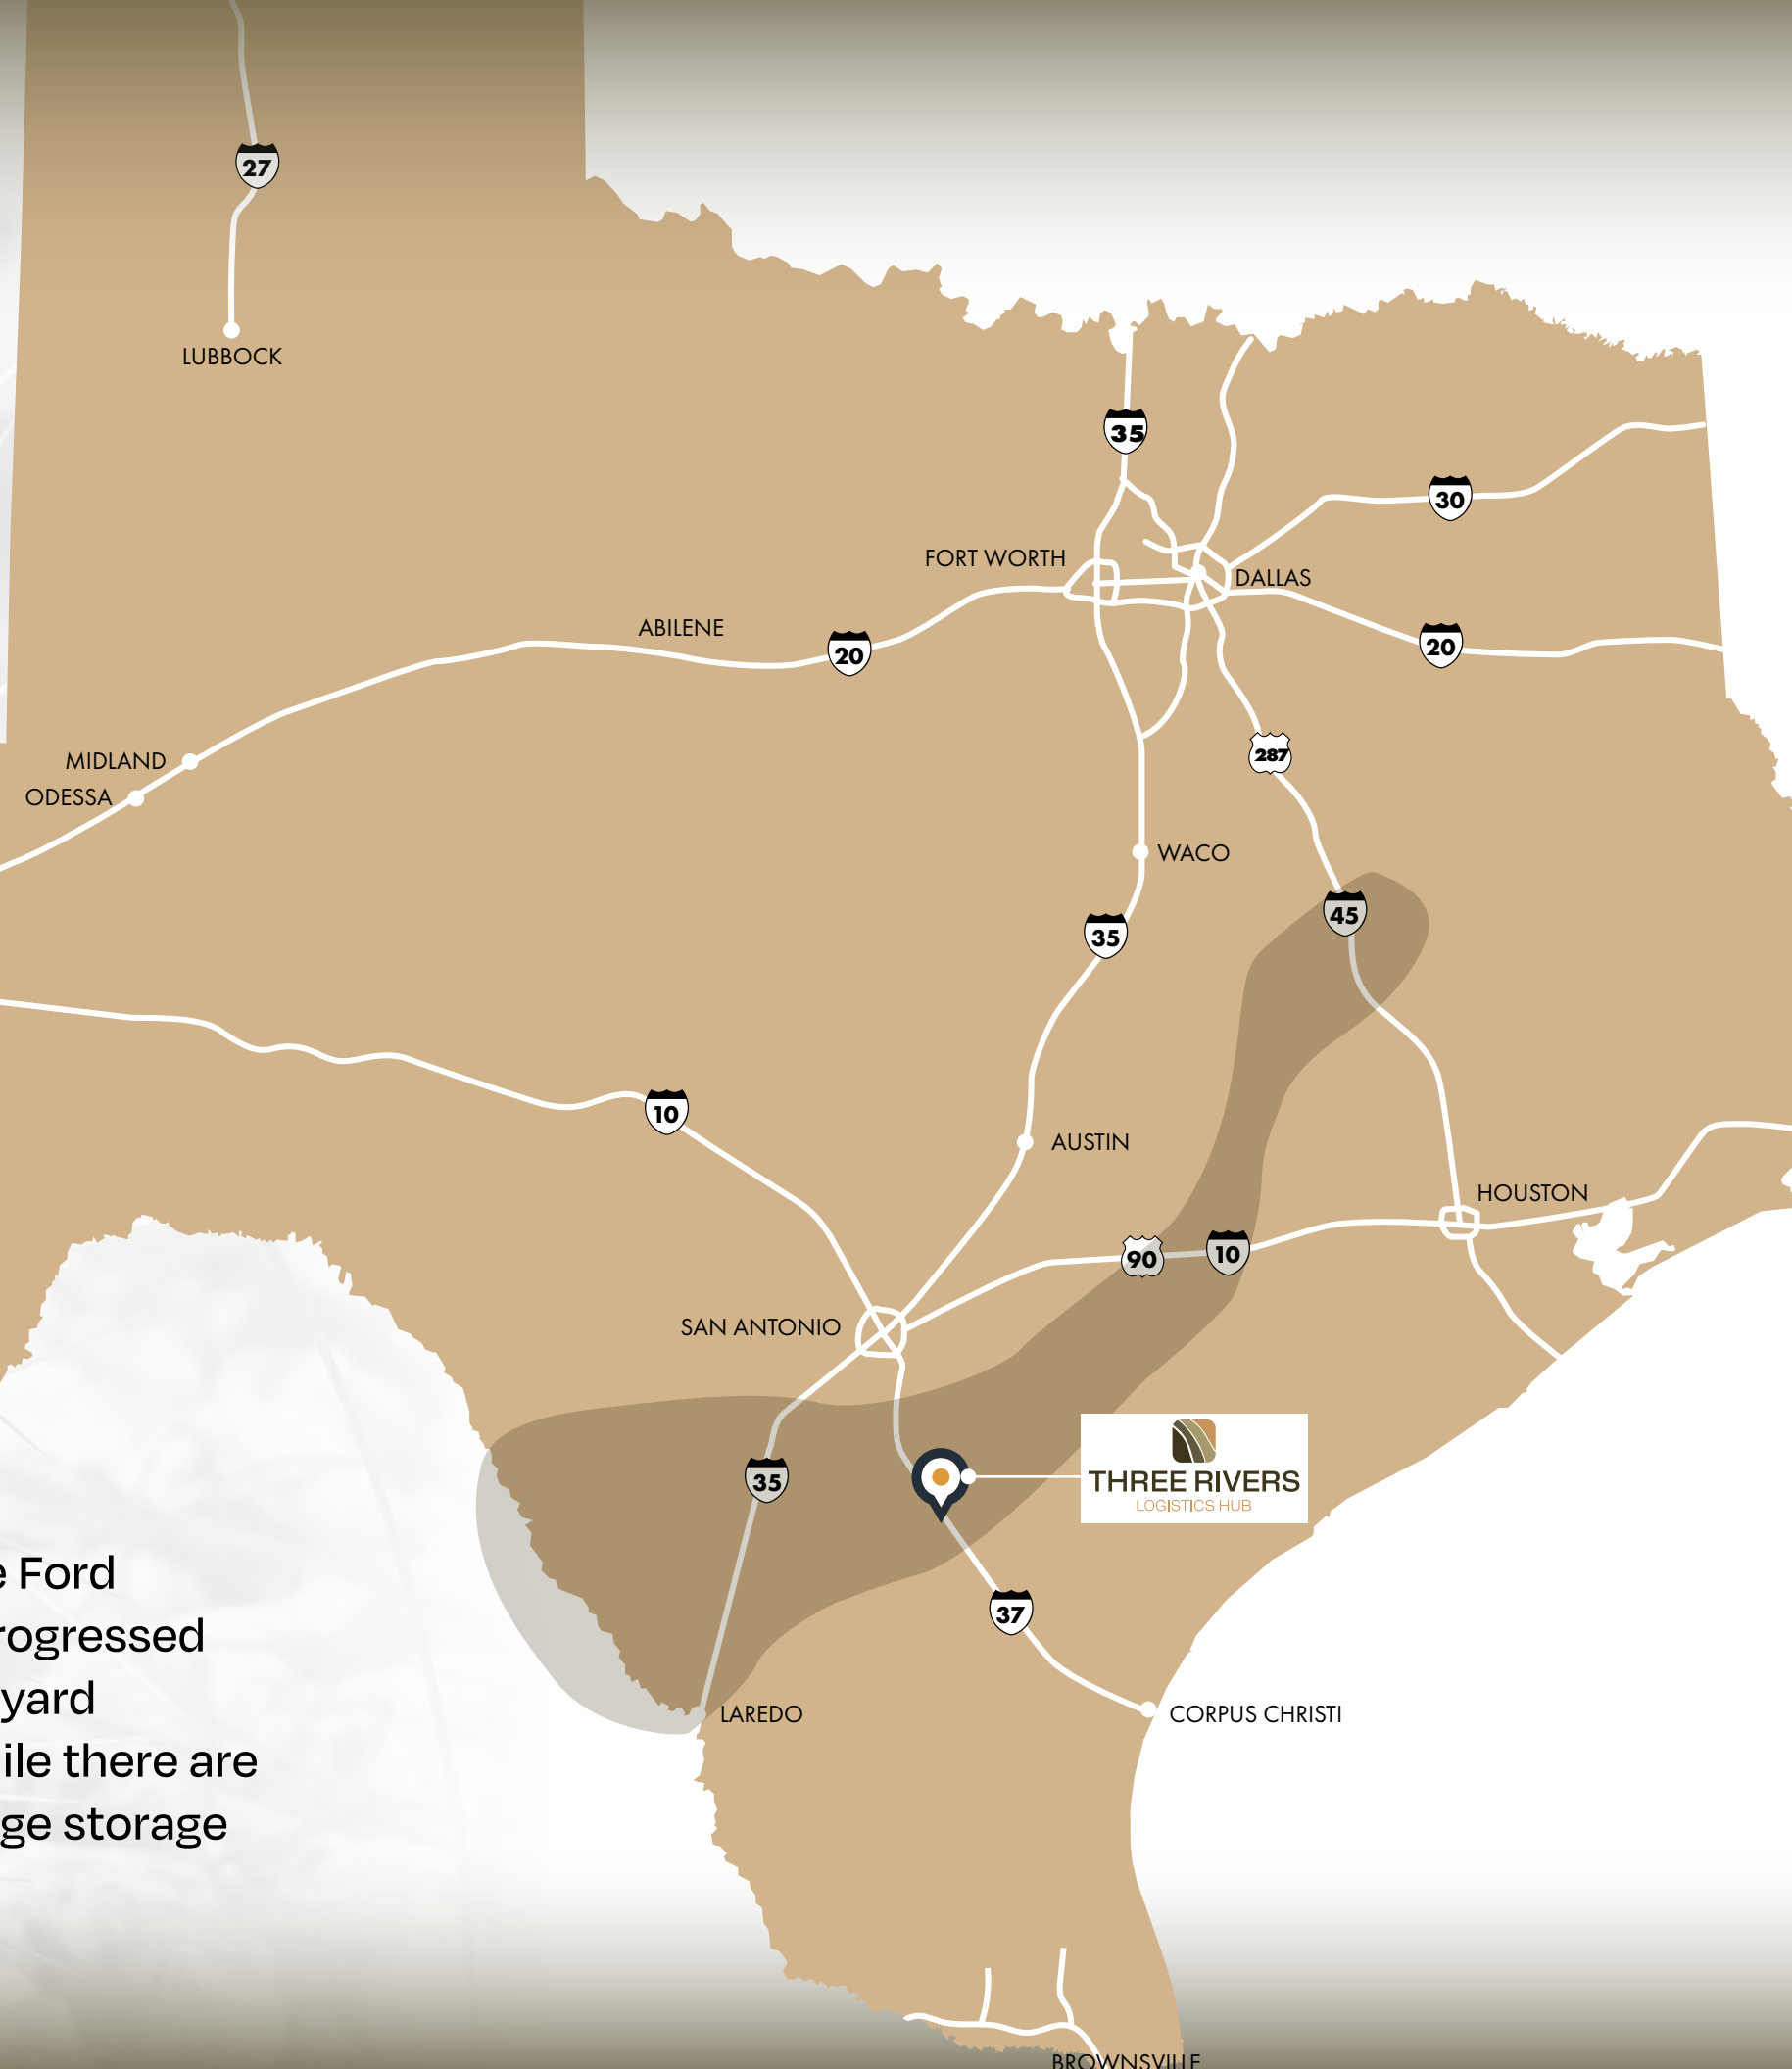 27
LUBBOCK
35
30
FORT WORTH
DALLAS
ABILENE
20
20
MIDLAND
287
ODESSA
WACO
45
35
10
AUSTIN
HOUSTON
90
10
SAN ANTONIO
35
THREE RIVERS
LOGISTICS HUB
e Ford
37
rogressed
yard
LAREDO
CORPUS CHRISTI
ile there are
ge storage
BROWNSVILLE